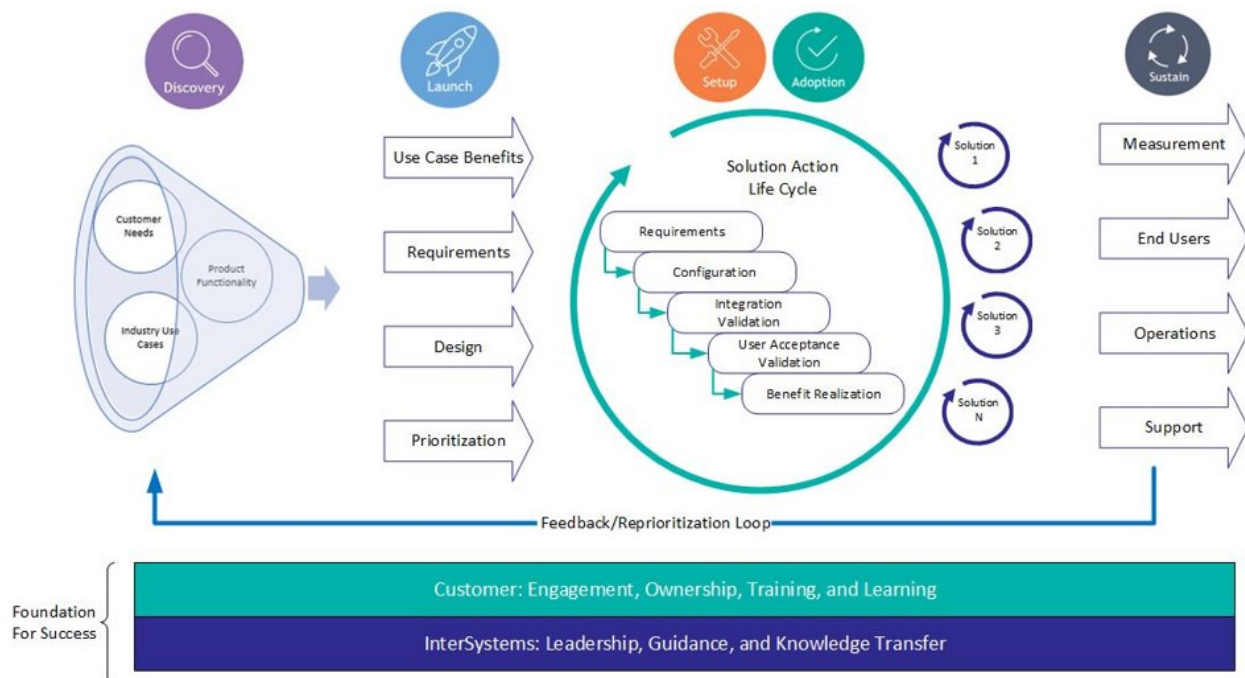 Discovery
Launch
Setup
Adoption
Sustain
Customer
Needs
Product
Functionality
Industry Use
Cases
Use Case Benefits
Requirements
Design
Prioritization
Solution Action
Life Cycle
Requirements
Configuration
Integration
Validation
User Acceptance
Validation
Benefit Realization
Solution
1
Solution
2
Solution
3
Solution
N
Measurement
End Users
Operations
Support
Feedback/Reprioritization Loop
Foundation
For Success
Customer: Engagement, Ownership, Training, and Learning
InterSystems: Leadership, Guidance, and Knowledge Transfer